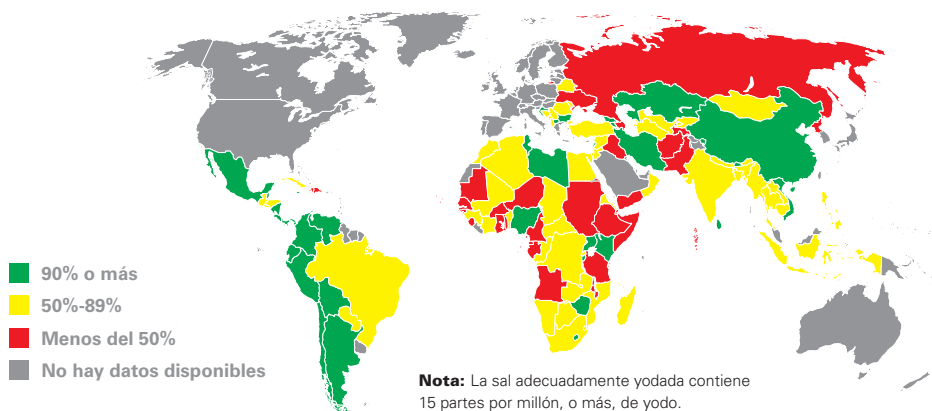 90% o más
50%-89%
Menos del 50%
No hay datos disponibles
Nota: La sal adecuadamente yodada contiene
15 partes por millón, o más, de yodo.